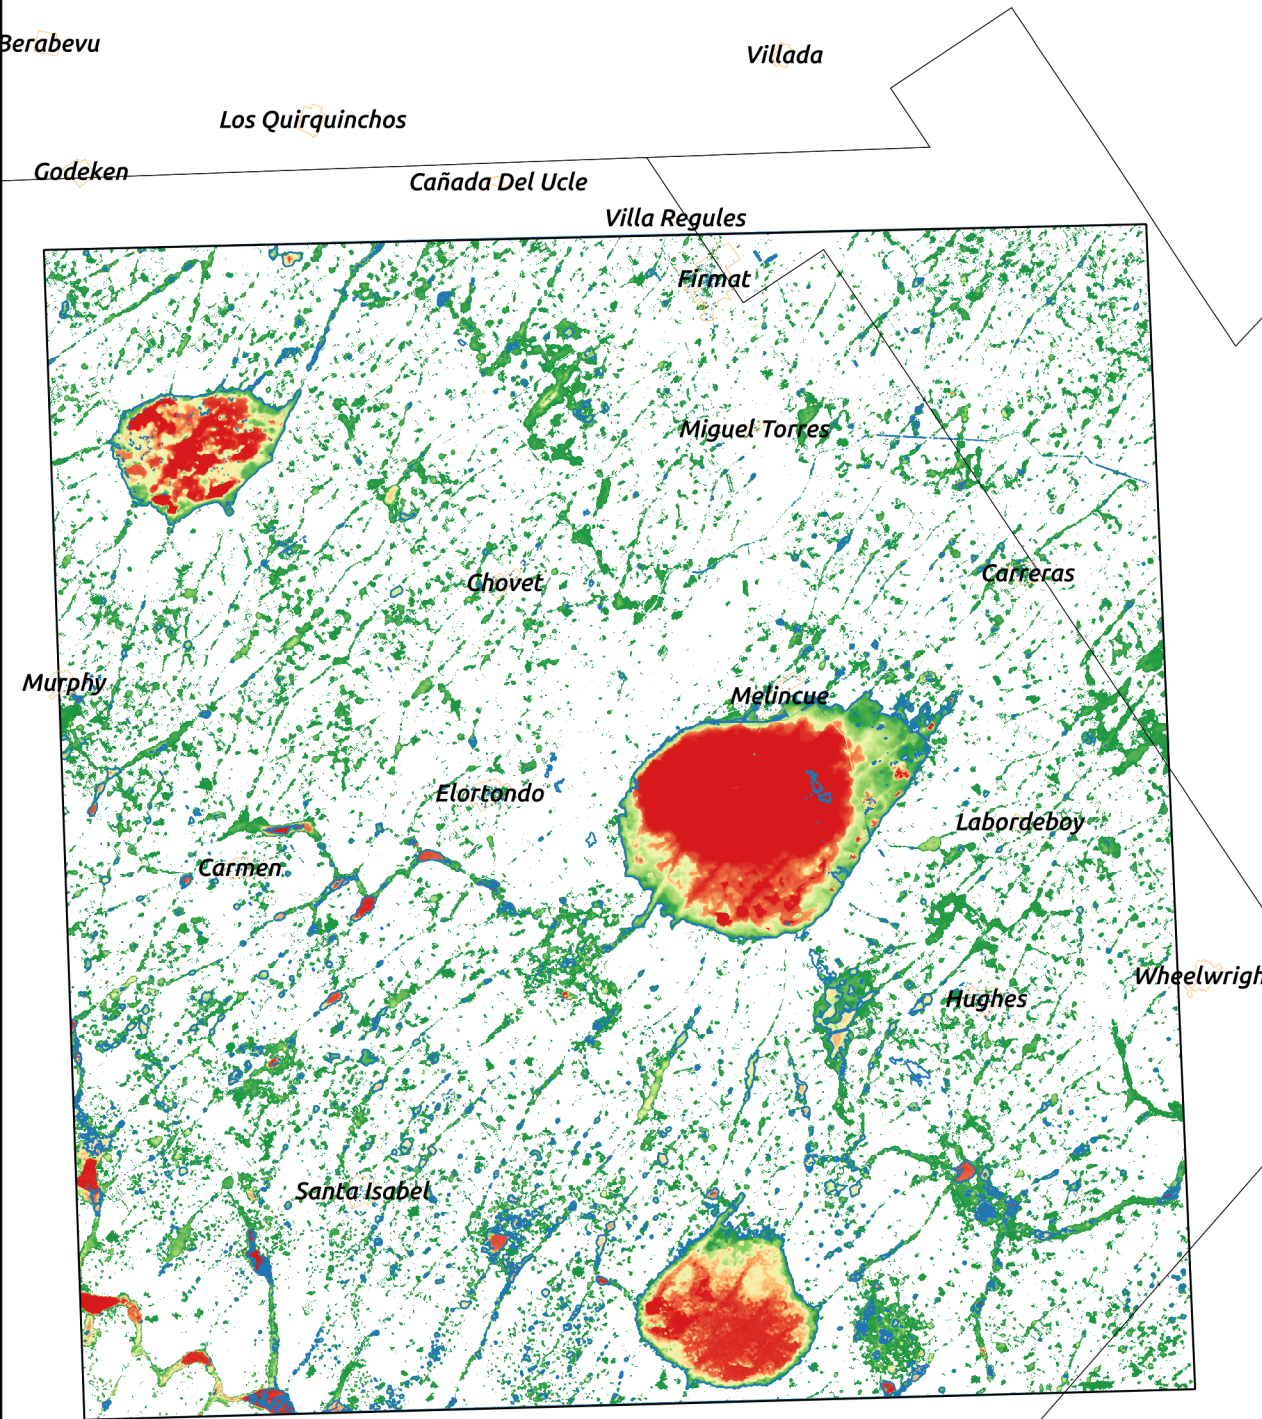 Berabevu
Villada
Los Quirquinchos
Godeken
Cañada Del Ucle
Villa Regules
Firmat
Miguel Torres
Carreras
Chovet
Murphy
Melincue
Elortondo
Labordeboy
Carmen
Wheelwrigh
Hughes
Santa Isabel